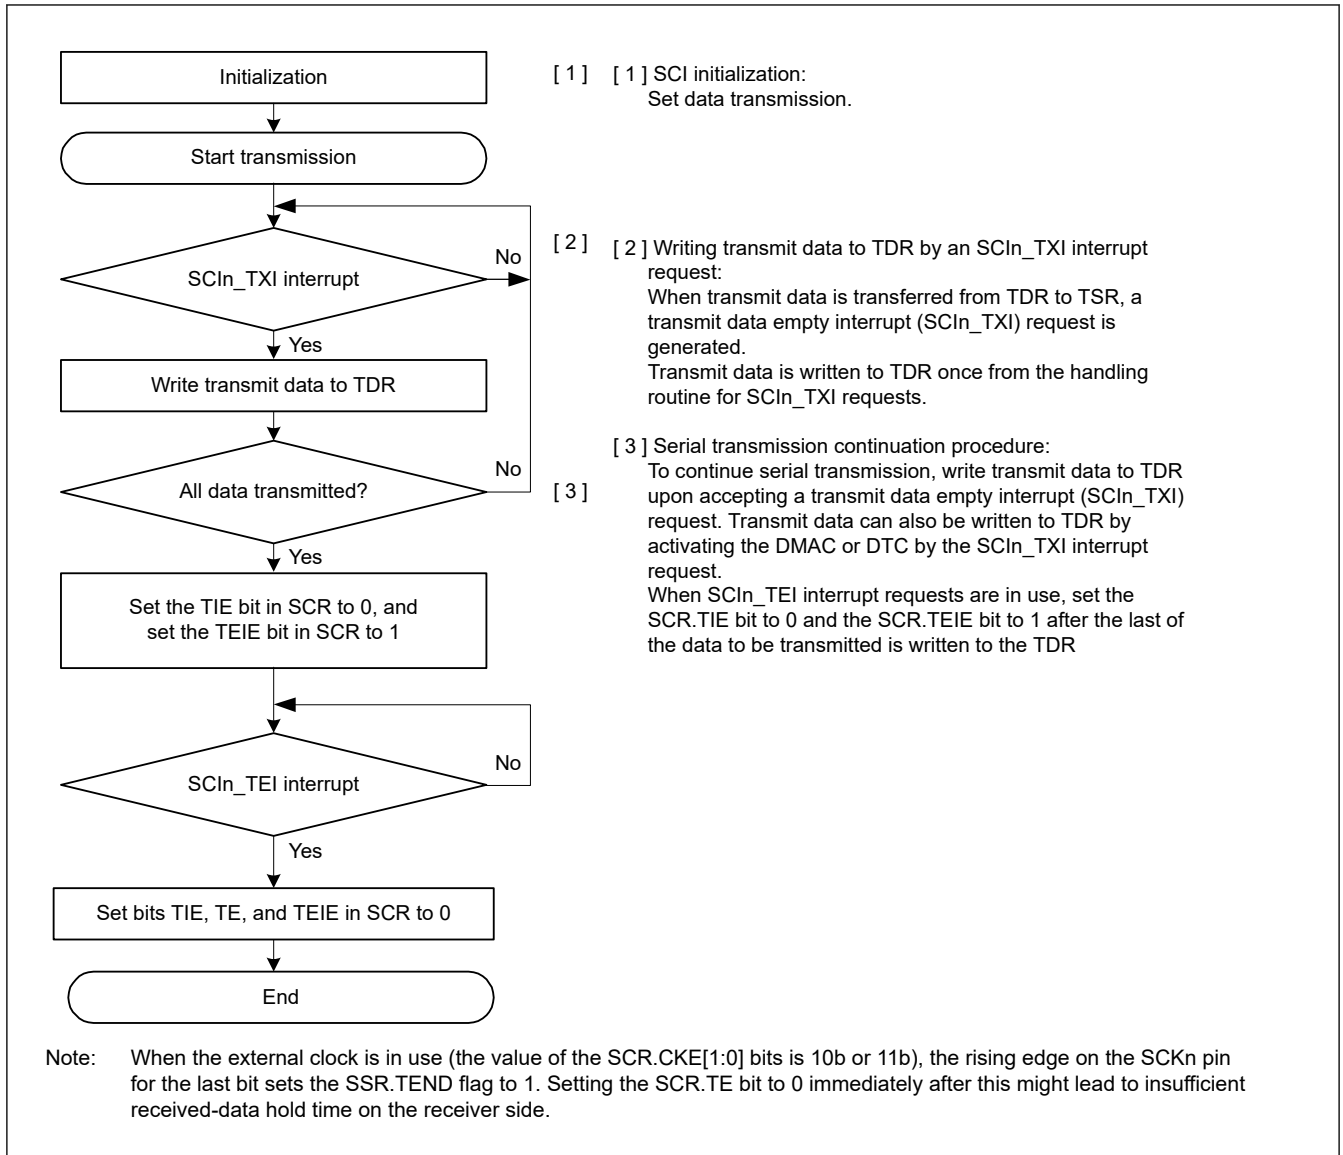 Initialization
[ 1 ]
[ 1 ] SCI initialization:
Set data transmission.
Start transmission
SCIn_TXI interrupt
No
Yes
[ 2 ]
[ 2 ] Writing transmit data to TDR by an SCIn_TXI interrupt
request:
When transmit data is transferred from TDR to TSR, a
transmit data empty interrupt (SCIn_TXI) request is
generated.
Transmit data is written to TDR once from the handling
routine for SCIn_TXI requests.
Write transmit data to TDR
All data transmitted?
No
Yes
[ 3 ]
[ 3 ] Serial transmission continuation procedure:
To continue serial transmission, write transmit data to TDR
upon accepting a transmit data empty interrupt (SCIn_TXI)
request. Transmit data can also be written to TDR by
activating the DMAC or DTC by the SCIn_TXI interrupt
request.
When SCIn_TEI interrupt requests are in use, set the
SCR.TIE bit to 0 and the SCR.TEIE bit to 1 after the last of
the data to be transmitted is written to the TDR
Set the TIE bit in SCR to 0, and
set the TEIE bit in SCR to 1
SCIn_TEI interrupt
No
Yes
Set bits TIE, TE, and TEIE in SCR to 0
End
Note: When the external clock is in use (the value of the SCR.CKE[1:0] bits is 10b or 11b), the rising edge on the SCKn pin
for the last bit sets the SSR.TEND flag to 1. Setting the SCR.TE bit to 0 immediately after this might lead to insufficient
received-data hold time on the receiver side.